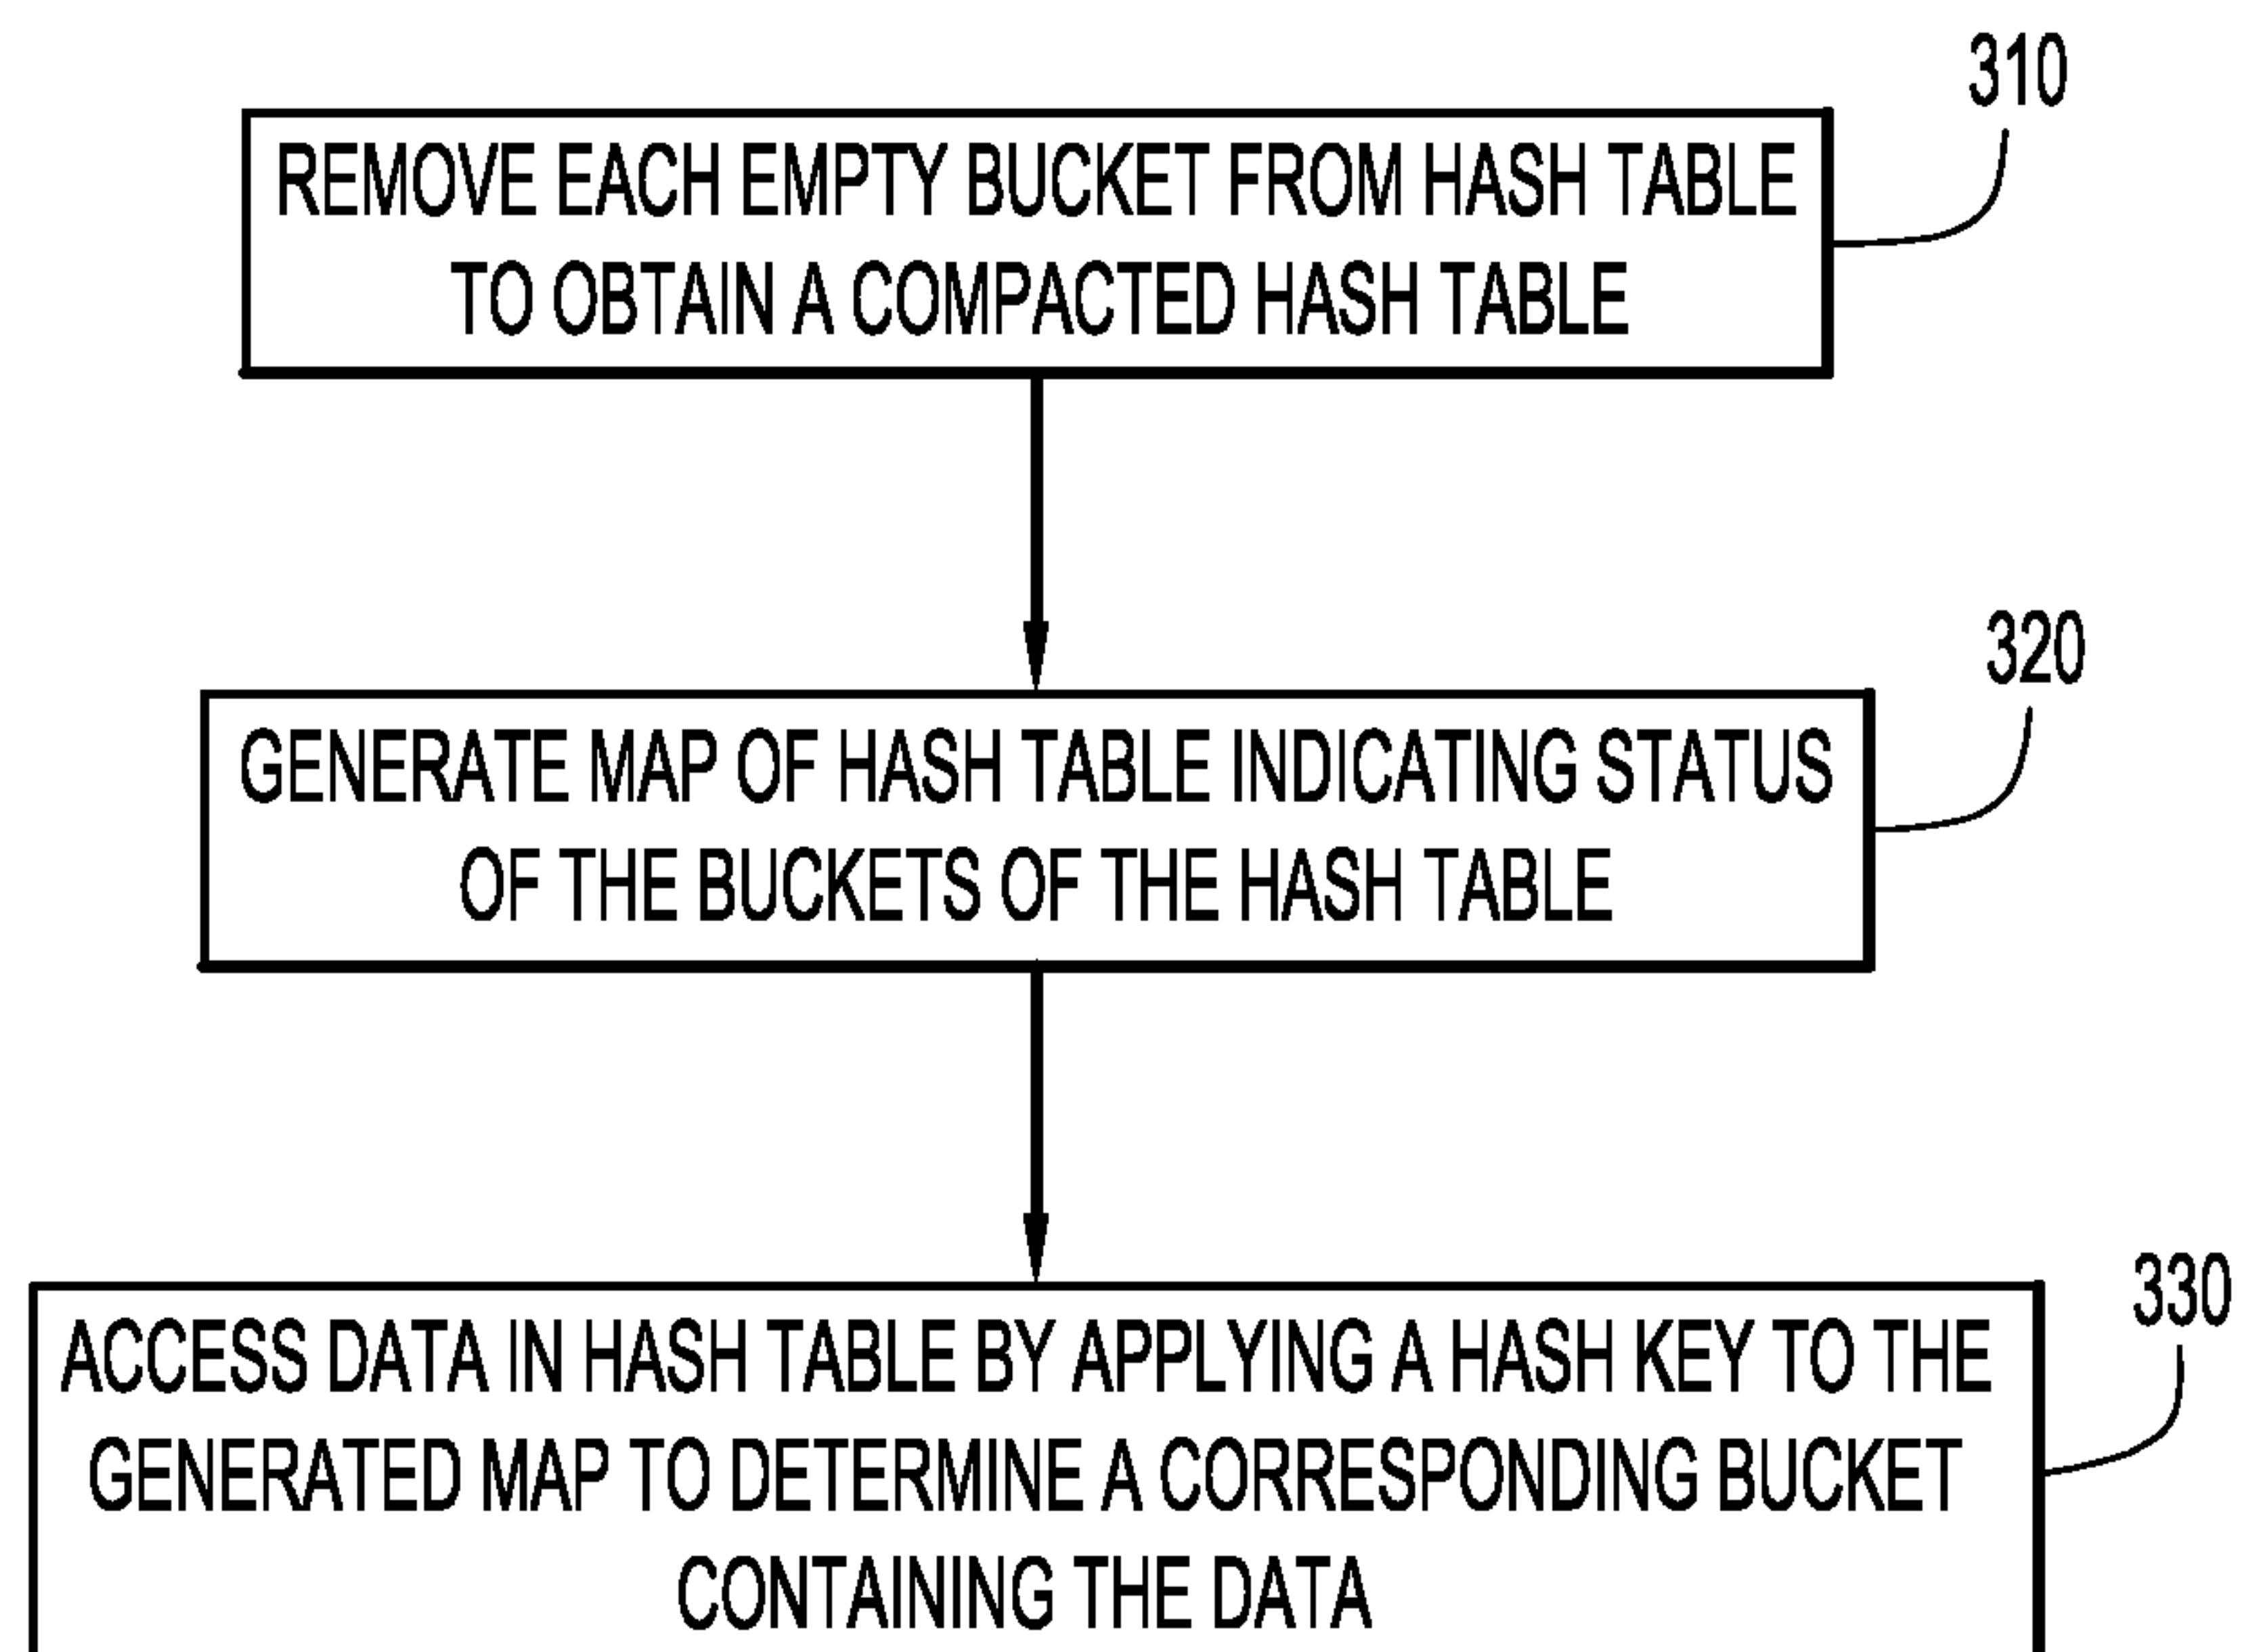 310
REMOVE EACH EMPTY BUCKET FROM HASH TABLE
TO OBTAIN A COMPACTED HASH TABLE
320
GENERATE MAP OF HASH TABLE INDICATING STATUS
OF THE BUCKETS OF THE HASH TABLE
330
ACCESS DATA IN HASH TABLE BY APPLYING A HASH KEY TO THE
GENERATED MAP TO DETERMINE A CORRESPONDING BUCKET
CONTAINING THE DATA